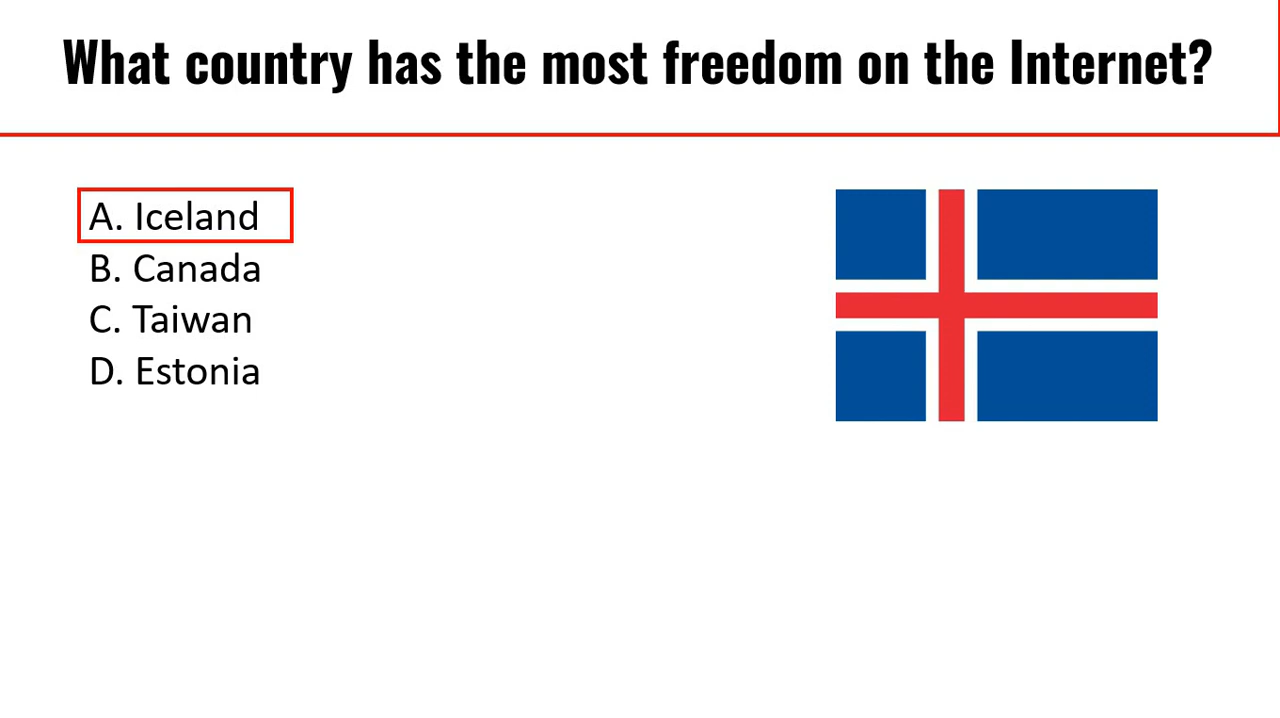 What country has the most freedom on the Internet?
A. Iceland
B. Canada
C. Taiwan
D. Estonia